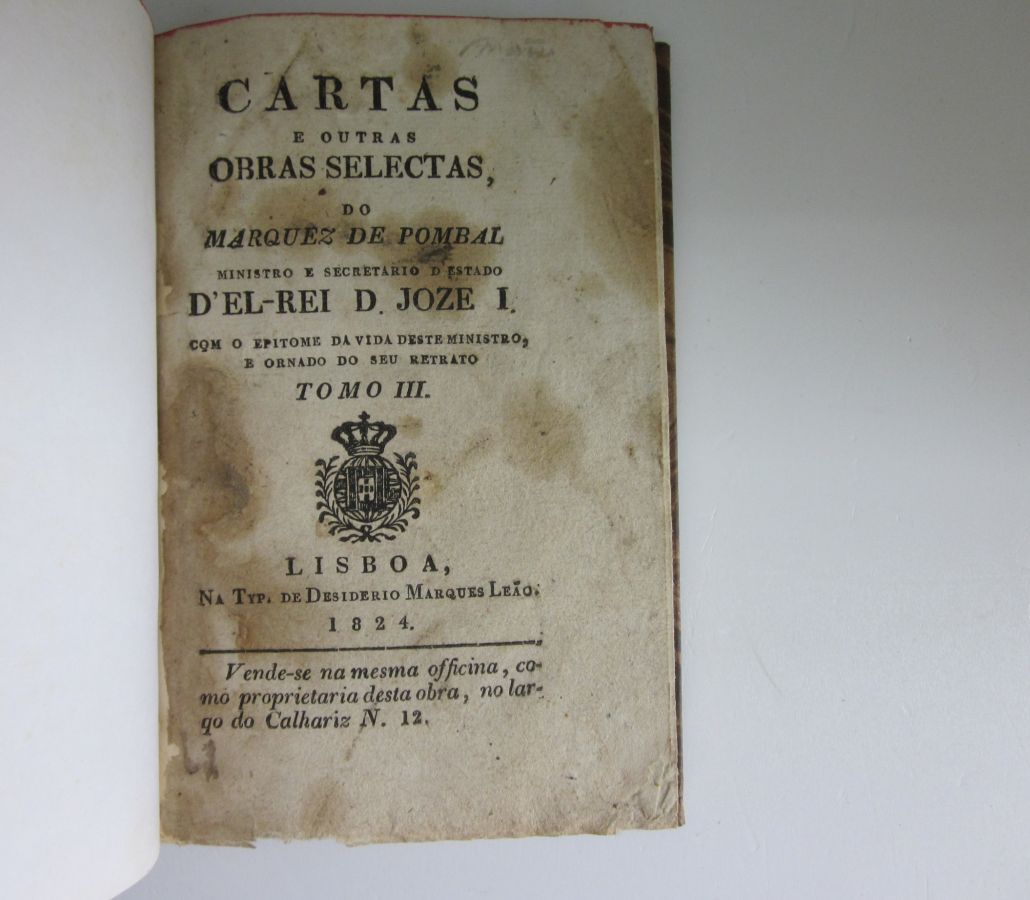 CARTAS
E OUTRAS
OBRAS SELECTAS,
DO
MARQUEZ DE POMBAL
MINISTRO E SECRETARIO D'ESTADO
D'EL-REI D. JOZE I.
COM O EPITOME DA VIDA DESTE MINISTRO,
E ORNADO DO SEU RETRATO
TOMO III.
LISBOA,
NA TYP. DE DESIDERIO MARQUES LEÃO.
1824.
Vende-se na mesma officina, co-
mo proprietaria desta obra, no lar-
go do Calhariz N. 12.